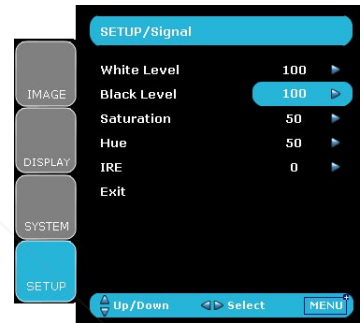 SETUP/Signal
White Level 100
Black Level 100
Saturation 50
Hue 50
IRE 0
Exit
IMAGE
DISPLAY
SYSTEM
SETUP
Up/Down Select MENU